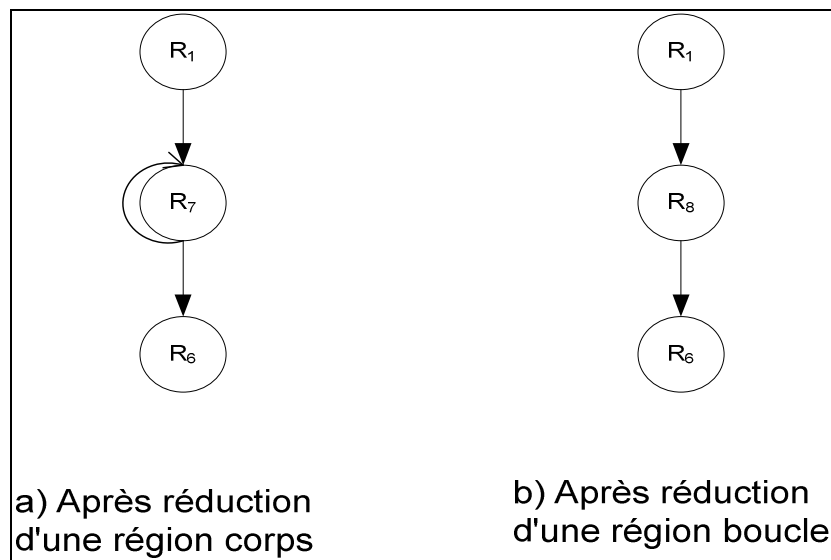 R₁
R₇
R₆
a) Après réduction
d'une région corps
R₁
R₈
R₆
b) Après réduction
d'une région boucle